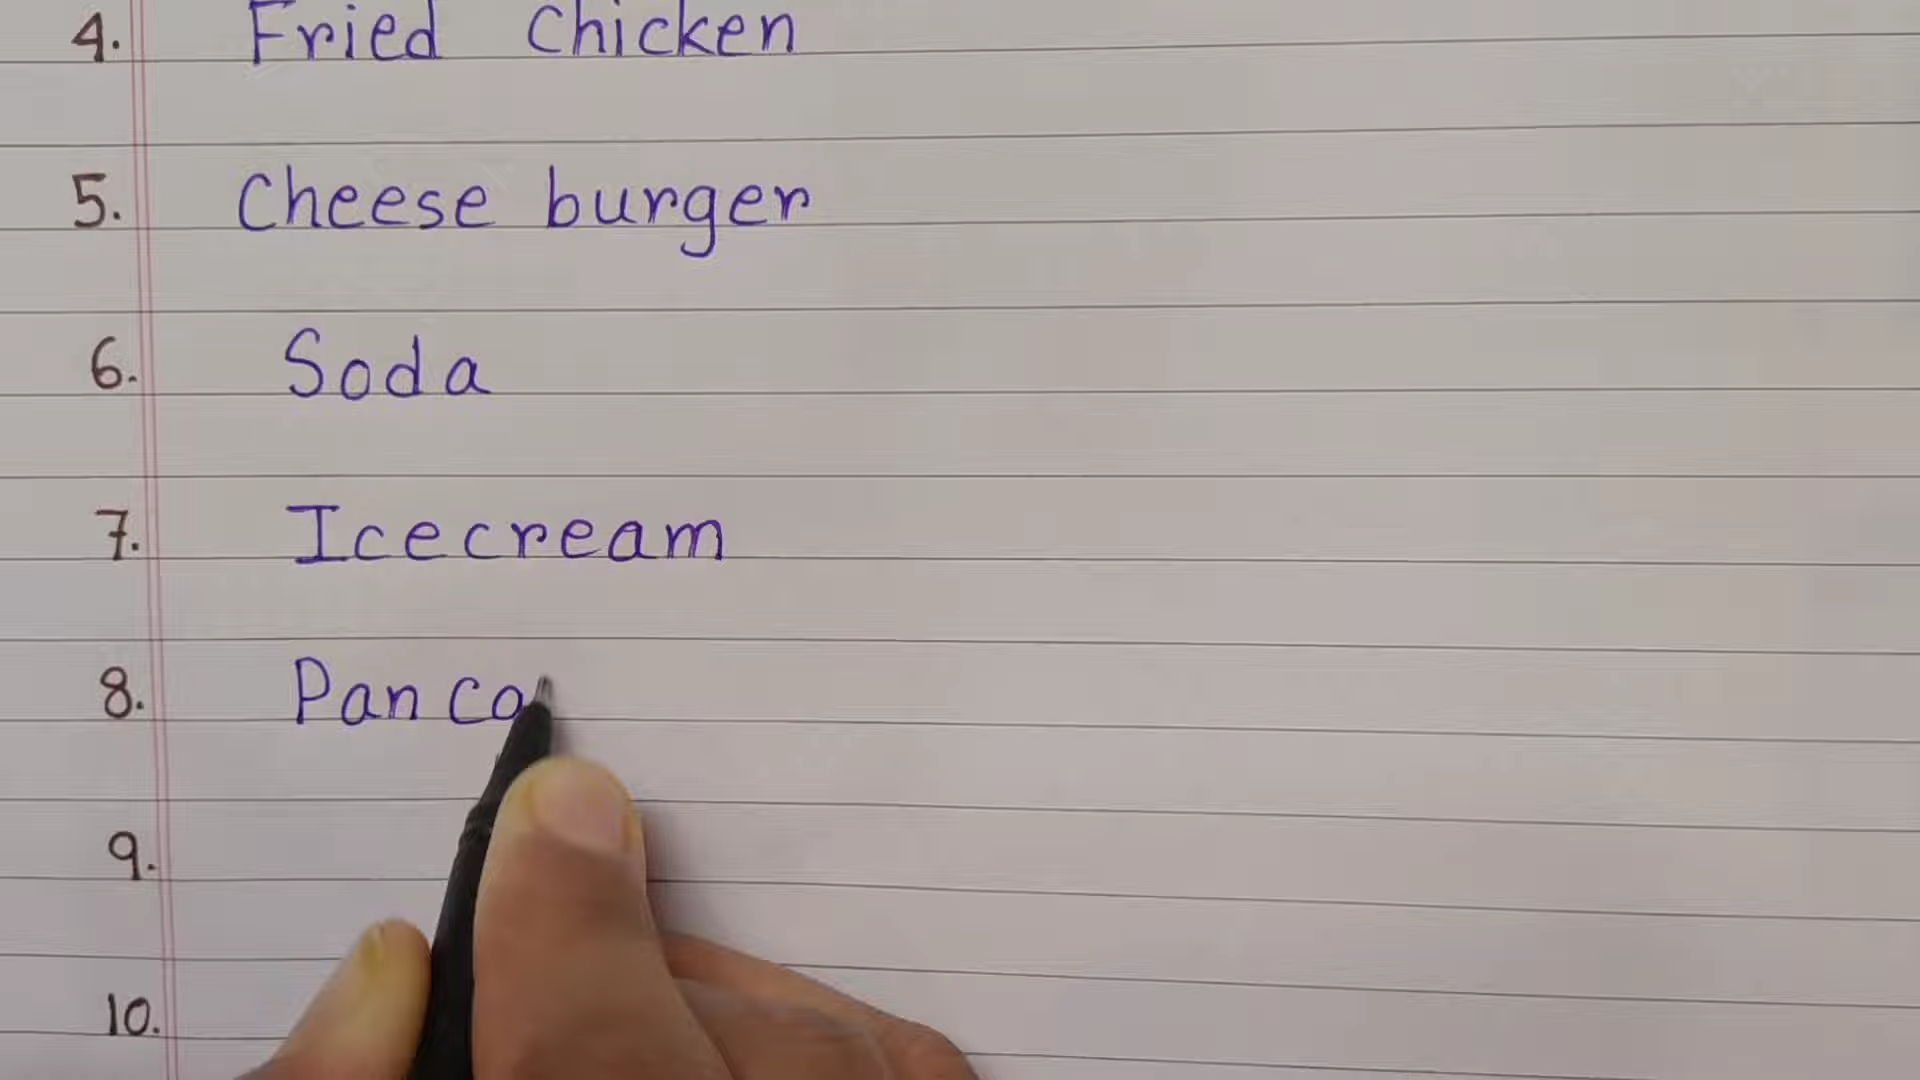 4. Fried Chicken
5. Cheese burger
6. Soda
7. Icecream
8. Pan ca
9.
10.